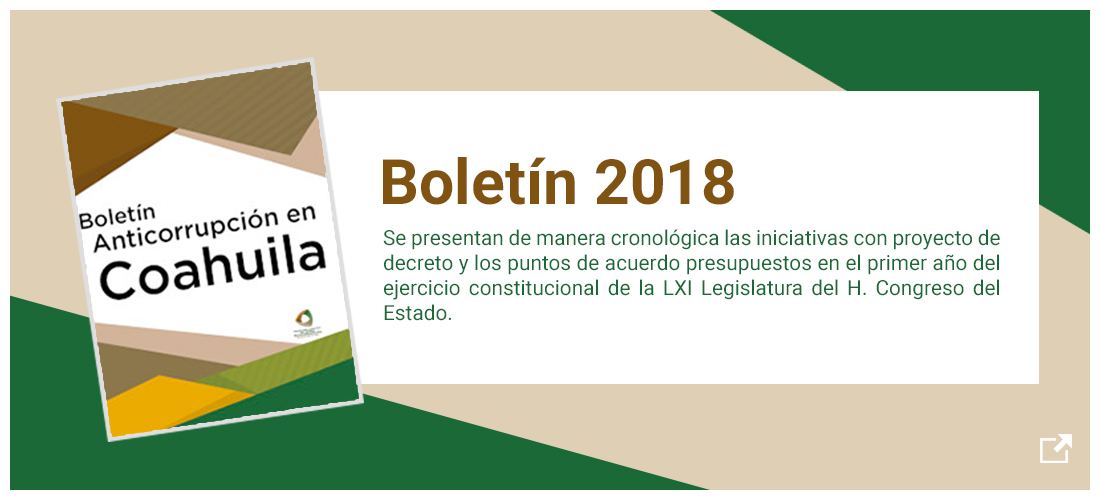 Boletín
Anticorrupción en
Coahuila
Boletín 2018
Se presentan de manera cronológica las iniciativas con proyecto de
decreto y los puntos de acuerdo presupuestos en el primer año del
ejercicio constitucional de la LXI Legislatura del H. Congreso del
Estado.